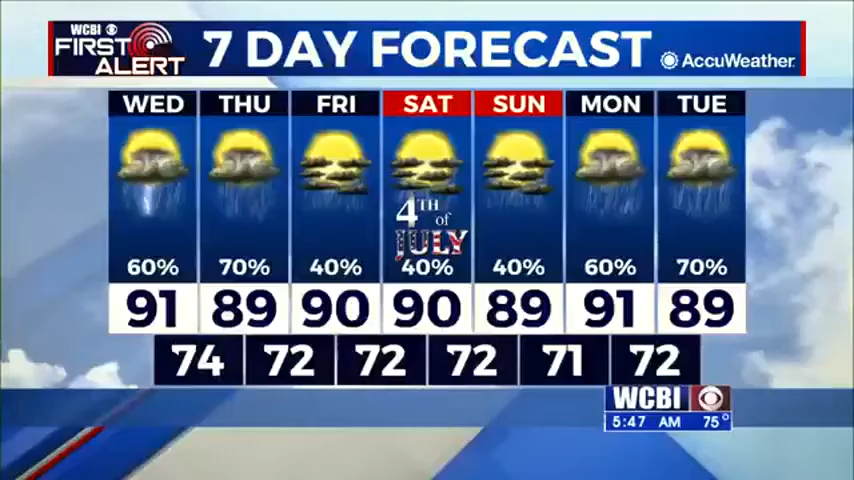 WCBI
FIRST
ALERT
7 DAY FORECAST
AccuWeather
WED THU FRI SAT SUN MON TUE
4TH
of
JULY
60% 70% 40% 40% 40% 60% 70%
91 89 90 90 89 91 89
74 72 72 72 71 72
WCBI
5:47 AM 75°